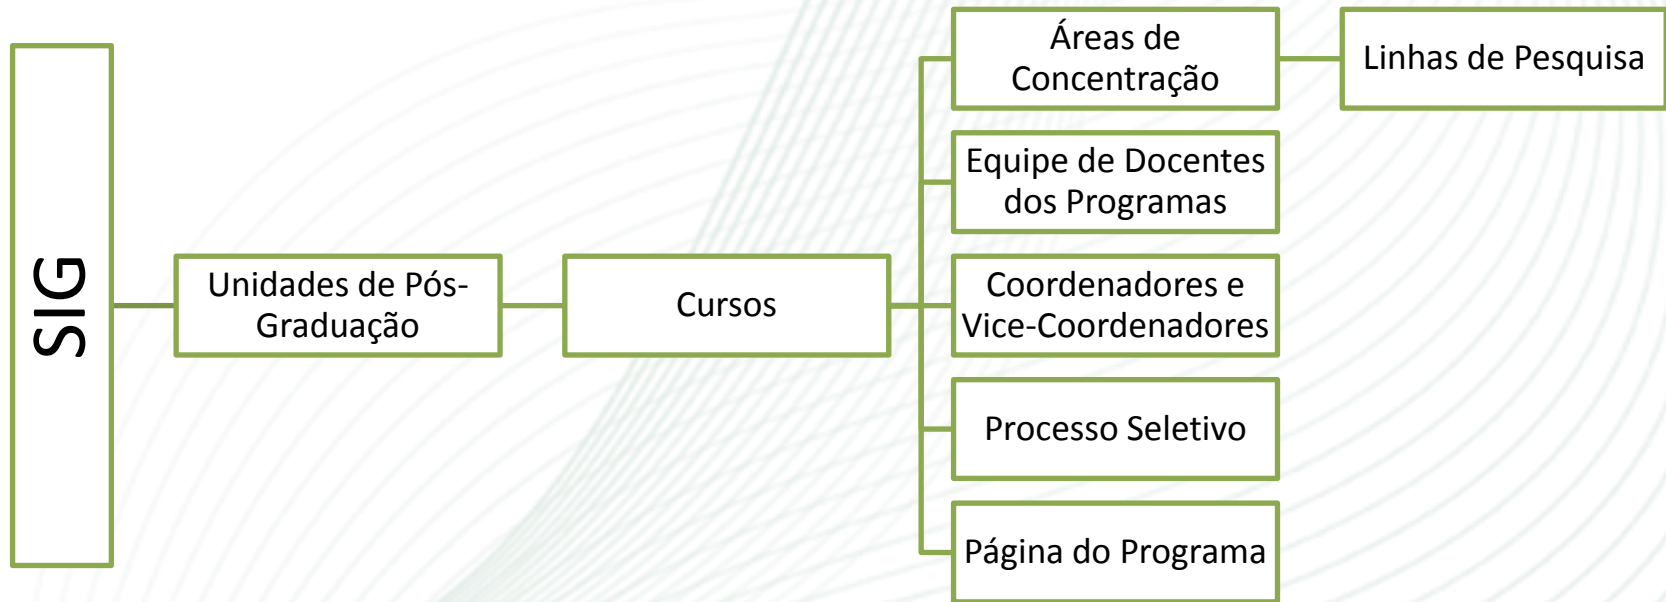 SIG
Unidades de Pós-
Graduação
Cursos
Áreas de
Concentração
Linhas de Pesquisa
Equipe de Docentes
dos Programas
Coordenadores e
Vice-Coordenadores
Processo Seletivo
Página do Programa